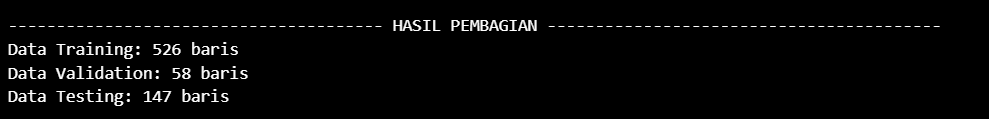 --------------------------------------- HASIL PEMBAGIAN -----------------------------------------
Data Training: 526 baris
Data Validation: 58 baris
Data Testing: 147 baris